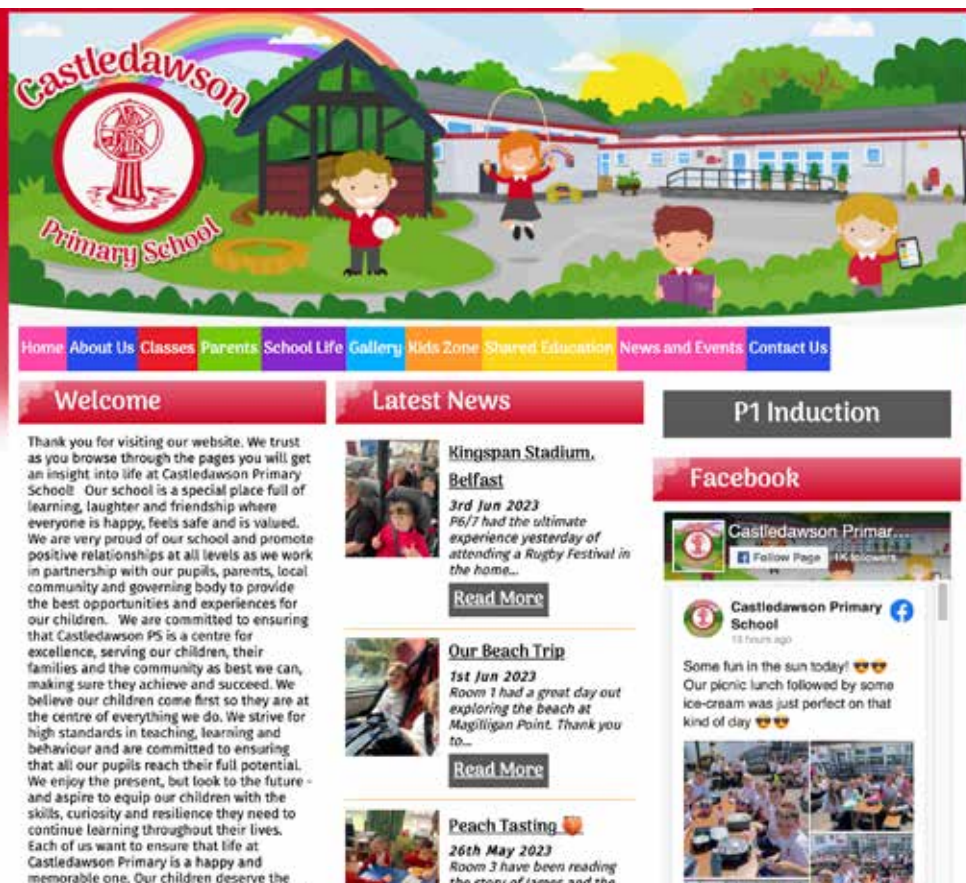 Castledawson
Primary School
Home About Us Classes Parents School Life Gallery Kids Zone Shared Education News and Events Contact Us
Welcome
Thank you for visiting our website. We trust
as you browse through the pages you will get
an insight into life at Castledawson Primary
School! Our school is a special place full of
learning, laughter and friendship where
everyone is happy, feels safe and is valued.
We are very proud of our school and promote
positive relationships at all levels as we work
in partnership with our pupils, parents, local
community and governing body to provide
the best opportunities and experiences for
our children. We are committed to ensuring
that Castledawson PS is a centre for
excellence, serving our children, their
families and the community as best we can,
making sure they achieve and succeed. We
believe our children come first so they are at
the centre of everything we do. We strive for
high standards in teaching, learning and
behaviour and are committed to ensuring
that all our pupils reach their full potential.
We enjoy the present, but look to the future -
and aspire to equip our children with the
skills, curiosity and resilience they need to
continue learning throughout their lives.
Each of us want to ensure that life at
Castledawson Primary is a happy and
memorable one. Our children deserve the
Latest News
Kingspan Stadium,
Belfast
3rd Jun 2023
P6/7 had the ultimate
experience yesterday of
attending a Rugby Festival in
the home...
Read More
Our Beach Trip
1st Jun 2023
Room 1 had a great day out
exploring the beach at
Magilligan Point. Thank you
to...
Read More
Peach Tasting 🍑
26th May 2023
Room 3 have been reading
the story of James and the
P1 Induction
Facebook
Castledawson Primar...
Follow Page 1K followers
Castledawson Primary
School
13 hours ago
Some fun in the sun today! 😎😎
Our picnic lunch followed by some
ice-cream was just perfect on that
kind of day 😎😎